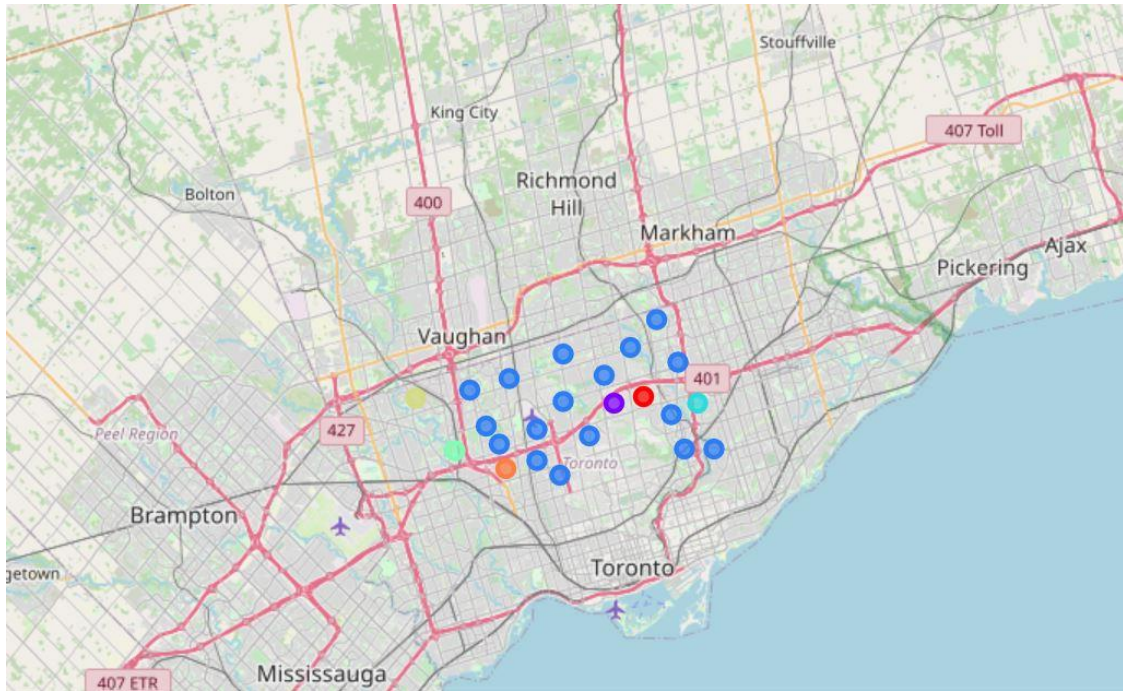 Stouffville
King City
407 Toll
Richmond
Hill
Bolton
400
Markham
Ajax
Pickering
Vaughan
401
427
Peel Region
Toronto
Brampton
Toronto
getown
Mississauga
407 ETR